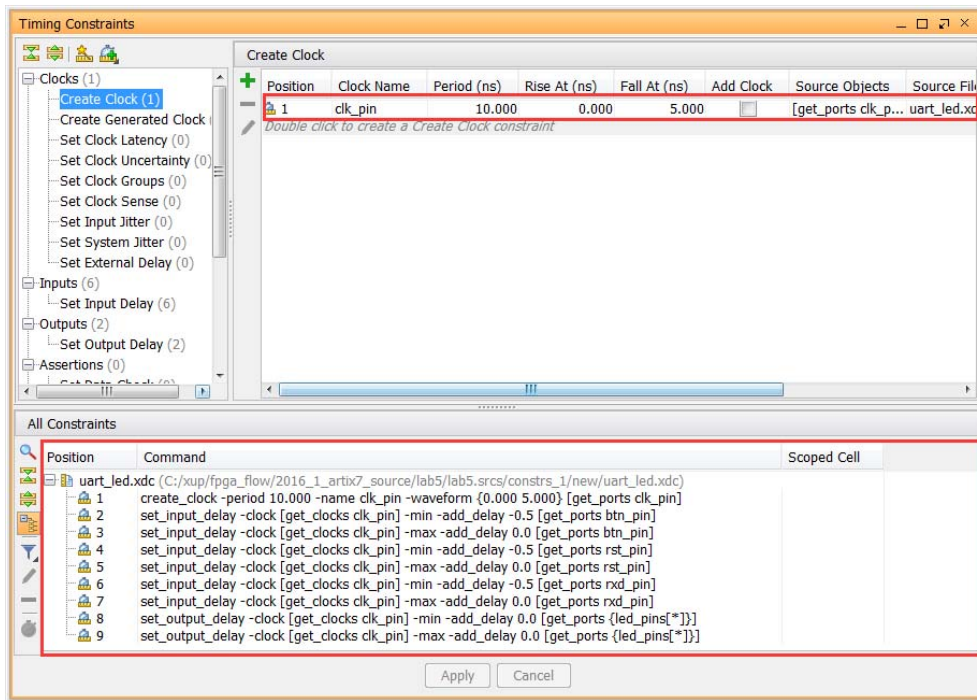 Timing Constraints
Create Clock
Clocks (1)
Create Clock (1)
Create Generated Clock
Set Clock Latency (0)
Set Clock Uncertainty (0)
Set Clock Groups (0)
Set Clock Sense (0)
Set Input Jitter (0)
Set System Jitter (0)
Set External Delay (0)
Inputs (6)
Set Input Delay (6)
Outputs (2)
Set Output Delay (2)
Assertions (0)
Position Clock Name Period (ns) Rise At (ns) Fall At (ns) Add Clock Source Objects Source File
1 clk_pin 10.000 0.000 5.000 [get_ports clk_p... uart_led.xdc
Double click to create a Create Clock constraint
All Constraints
Position Command Scoped Cell
uart_led.xdc (C:/xup/fpga_flow/2016_1_artix7_source/lab5/lab5.srcs/constrs_1/new/uart_led.xdc)
1 create_clock -period 10.000 -name clk_pin -waveform {0.000 5.000} [get_ports clk_pin]
2 set_input_delay -clock [get_clocks clk_pin] -min -add_delay -0.5 [get_ports btn_pin]
3 set_input_delay -clock [get_clocks clk_pin] -max -add_delay 0.0 [get_ports btn_pin]
4 set_input_delay -clock [get_clocks clk_pin] -min -add_delay -0.5 [get_ports rst_pin]
5 set_input_delay -clock [get_clocks clk_pin] -max -add_delay 0.0 [get_ports rst_pin]
6 set_input_delay -clock [get_clocks clk_pin] -min -add_delay -0.5 [get_ports rxd_pin]
7 set_input_delay -clock [get_clocks clk_pin] -max -add_delay 0.0 [get_ports rxd_pin]
8 set_output_delay -clock [get_clocks clk_pin] -min -add_delay 0.0 [get_ports {led_pins[*]}]
9 set_output_delay -clock [get_clocks clk_pin] -max -add_delay 0.0 [get_ports {led_pins[*]}]
Apply Cancel